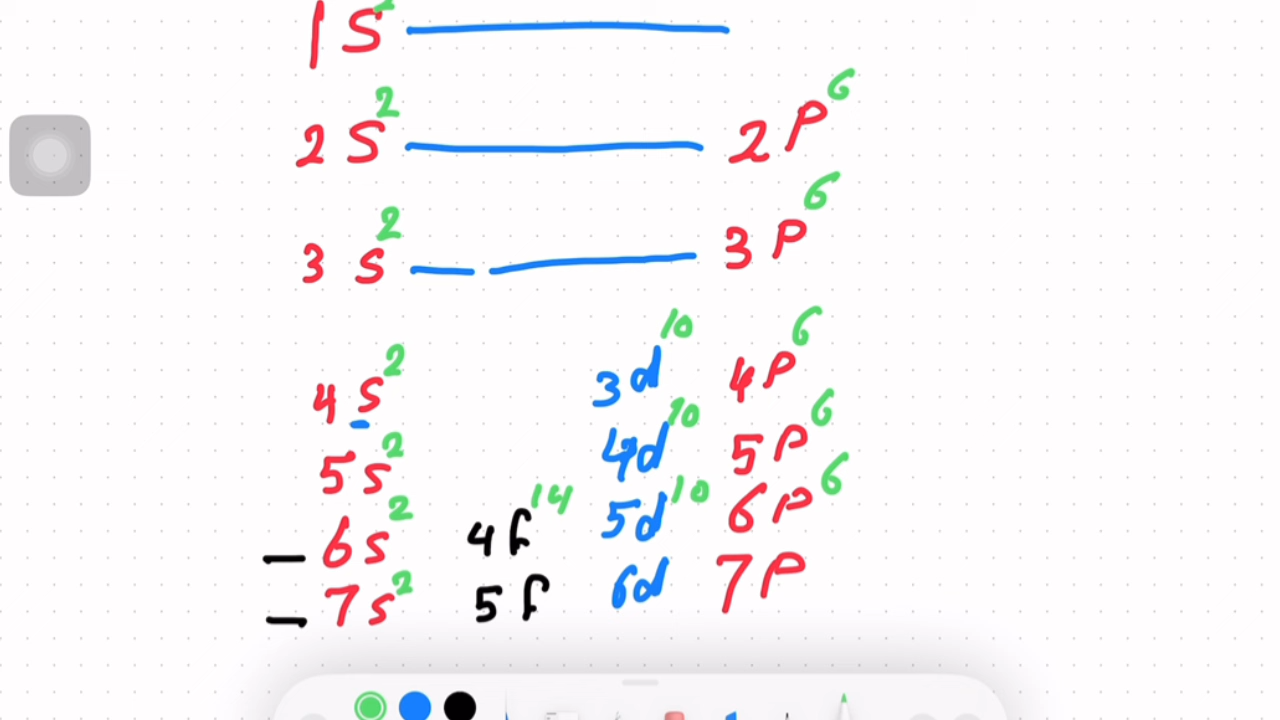 1s²
2s² 2p⁶
3s² 3p⁶
4s² 3d¹⁰ 4p⁶
5s² 4d¹⁰ 5p⁶
6s² 4f¹⁴ 5d¹⁰ 6p⁶
7s² 5f 6d 7p